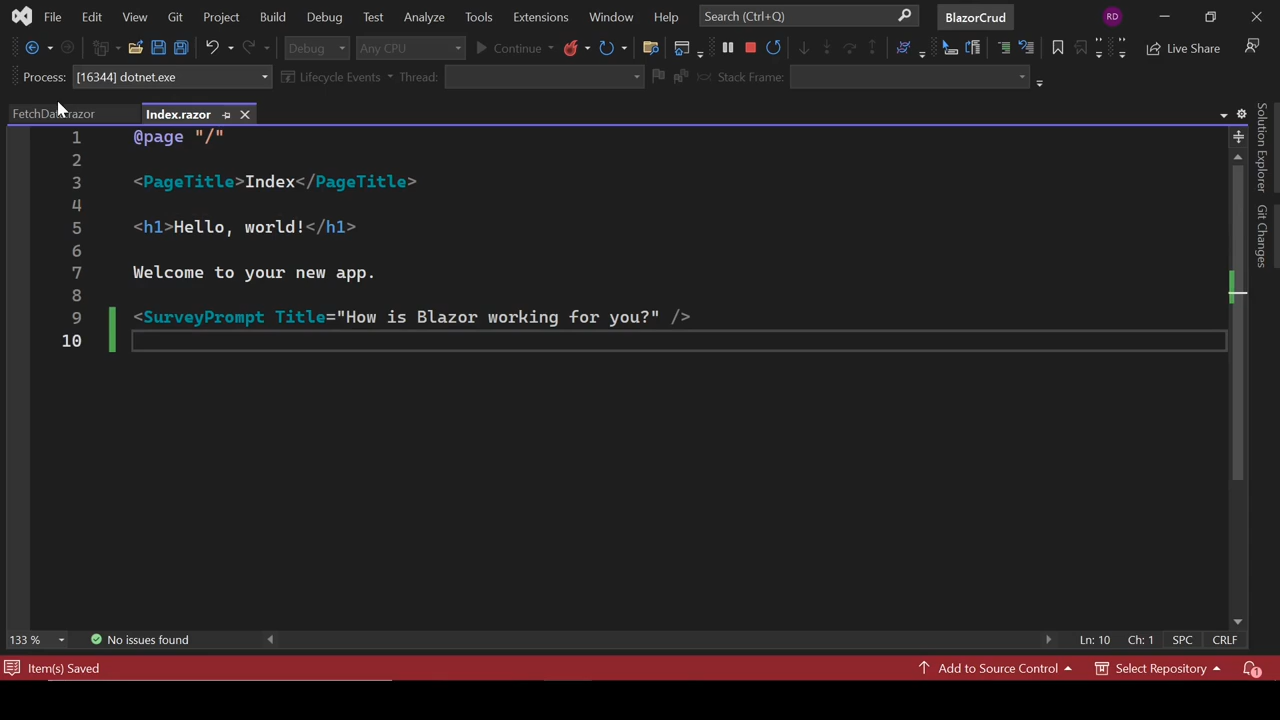 File Edit View Git Project Build Debug Test Analyze Tools Extensions Window Help Search (Ctrl+Q) BlazorCrud RD
Debug Any CPU Continue Live Share
Process: [16344] dotnet.exe Lifecycle Events Thread: Stack Frame:
FetchData.razor Index.razor
1 @page "/"
2
3 <PageTitle>Index</PageTitle>
4
5 <h1>Hello, world!</h1>
6
7 Welcome to your new app.
8
9 <SurveyPrompt Title="How is Blazor working for you?" />
10
Solution Explorer
Git Changes
133 % No issues found Ln: 10 Ch: 1 SPC CRLF
Item(s) Saved Add to Source Control Select Repository 1